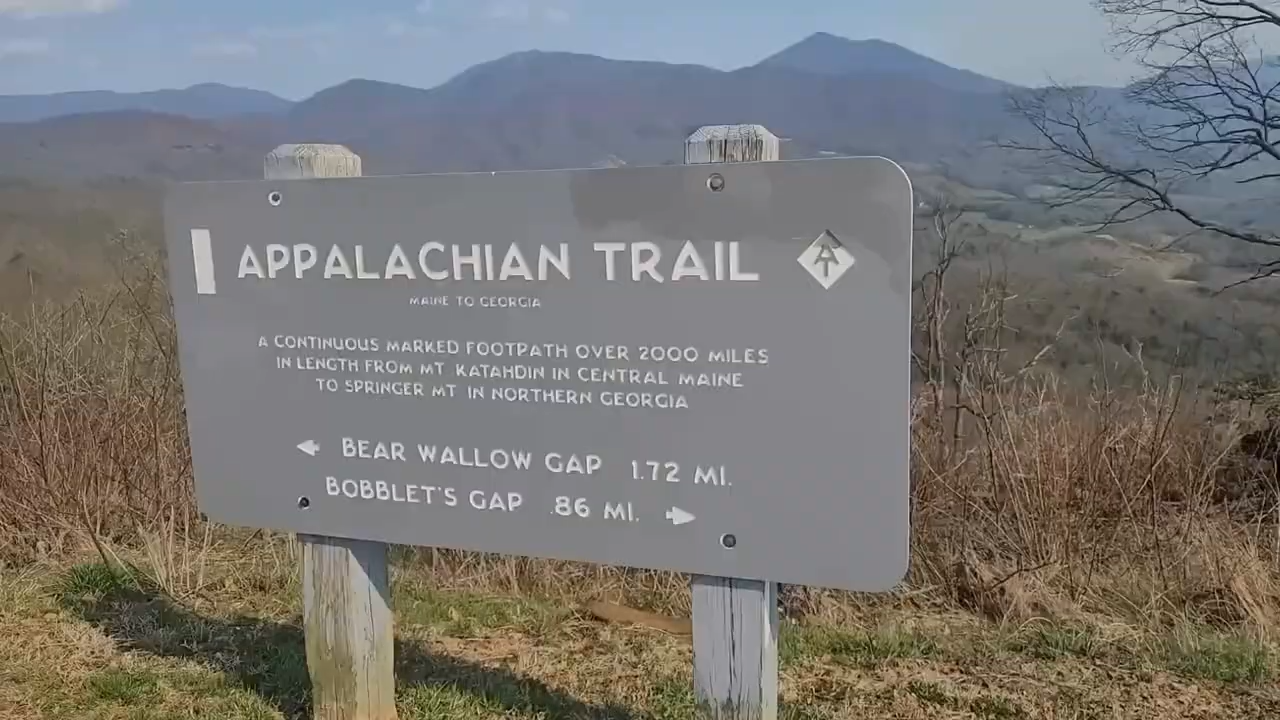 APPALACHIAN TRAIL
MAINE TO GEORGIA
A CONTINUOUS MARKED FOOTPATH OVER 2000 MILES
IN LENGTH FROM MT. KATAHDIN IN CENTRAL MAINE
TO SPRINGER MT. IN NORTHERN GEORGIA
BEAR WALLOW GAP 1.72 MI.
BOBBLET'S GAP .86 MI.